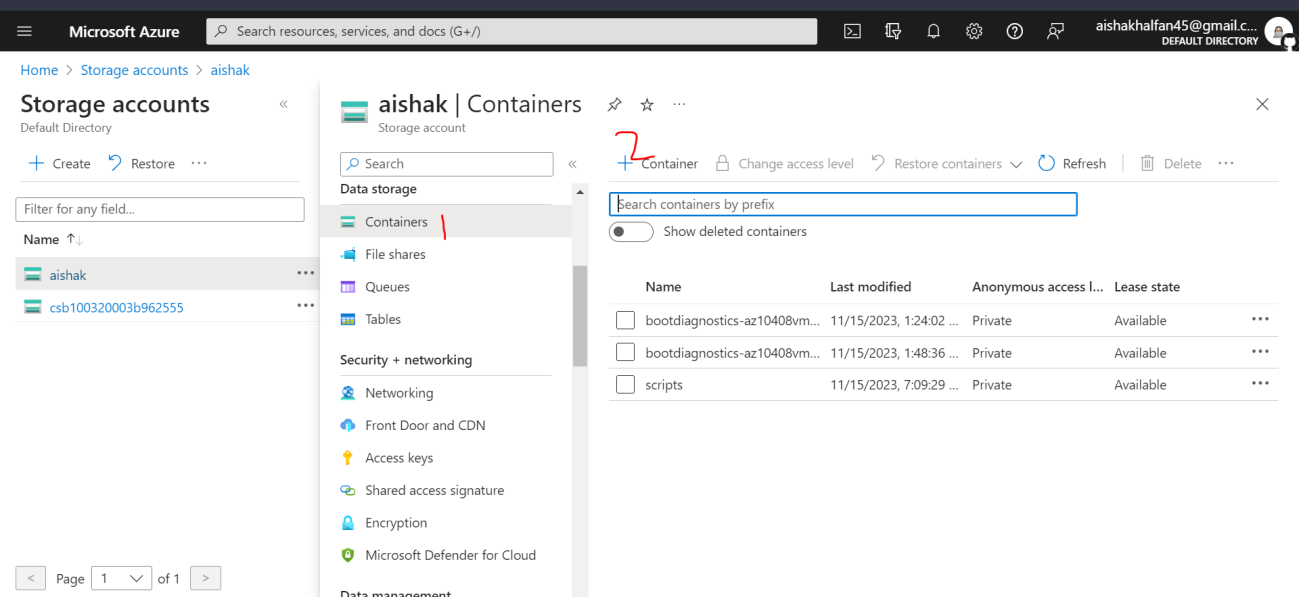 Microsoft Azure
Search resources, services, and docs (G+/)
aishakhalfan45@gmail.c...
DEFAULT DIRECTORY
Home > Storage accounts > aishak
Storage accounts
Default Directory
+ Create Restore ...
Filter for any field...
Name ↑↓
aishak ...
csb100320003b962555 ...
< Page 1 of 1 >
aishak | Containers ...
Storage account
Search
Data storage
Containers 1
File shares
Queues
Tables
Security + networking
Networking
Front Door and CDN
Access keys
Shared access signature
Encryption
Microsoft Defender for Cloud
Data management
2
+ Container Change access level Restore containers Refresh Delete ...
Search containers by prefix
Show deleted containers
Name Last modified Anonymous access l... Lease state
bootdiagnostics-az10408vm... 11/15/2023, 1:24:02 ... Private Available ...
bootdiagnostics-az10408vm... 11/15/2023, 1:48:36 ... Private Available ...
scripts 11/15/2023, 7:09:29 ... Private Available ...